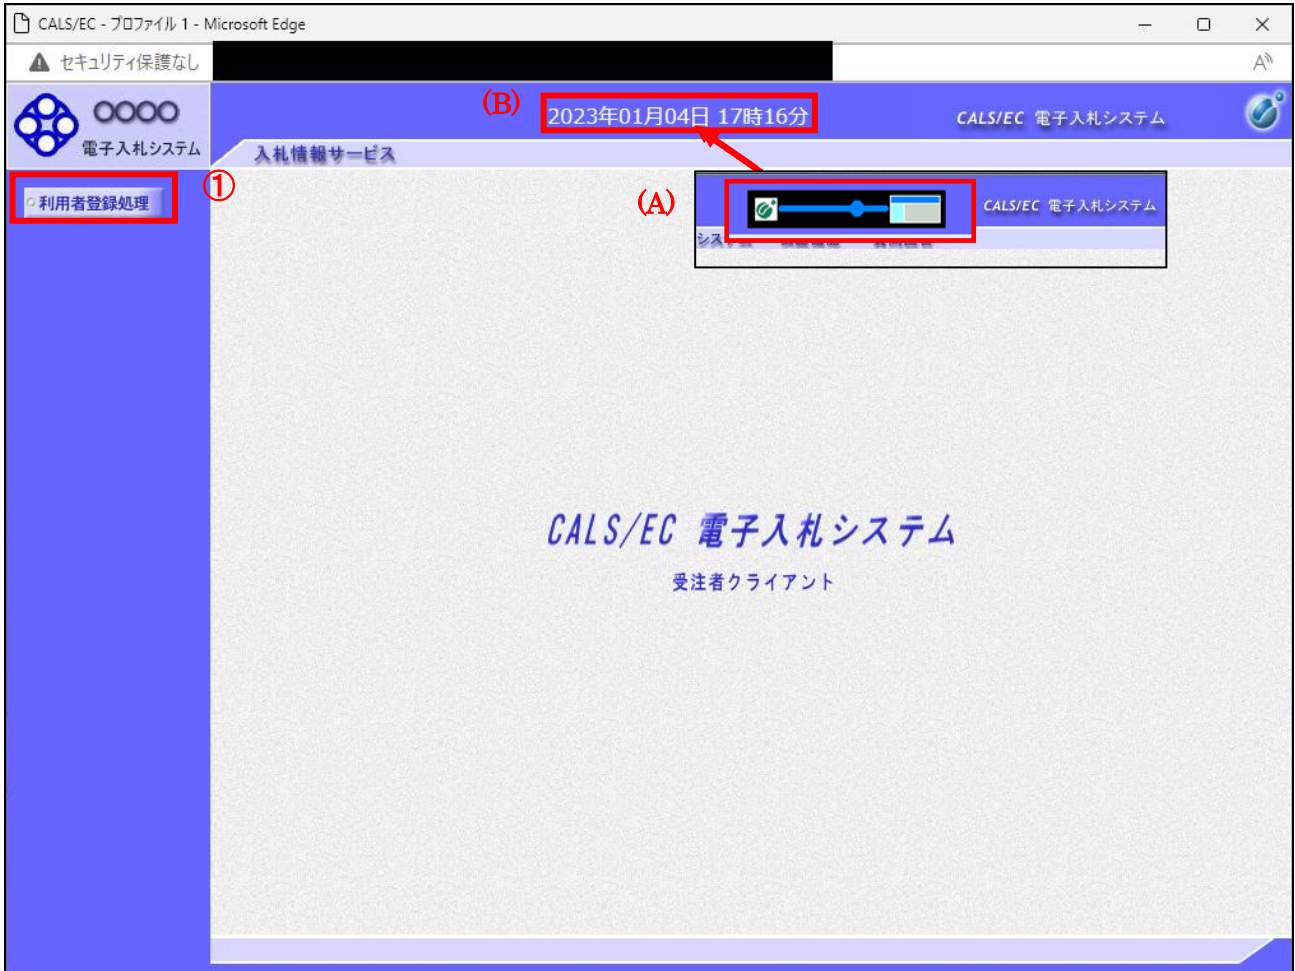 CALS/EC - プロファイル 1 - Microsoft Edge
セキュリティ保護なし
○○○○
電子入札システム
(B)
2023年01月04日 17時16分
CALS/EC 電子入札システム
入札情報サービス
利用者登録処理
①
(A)
CALS/EC 電子入札システム
CALS/EC 電子入札システム
受注者クライアント